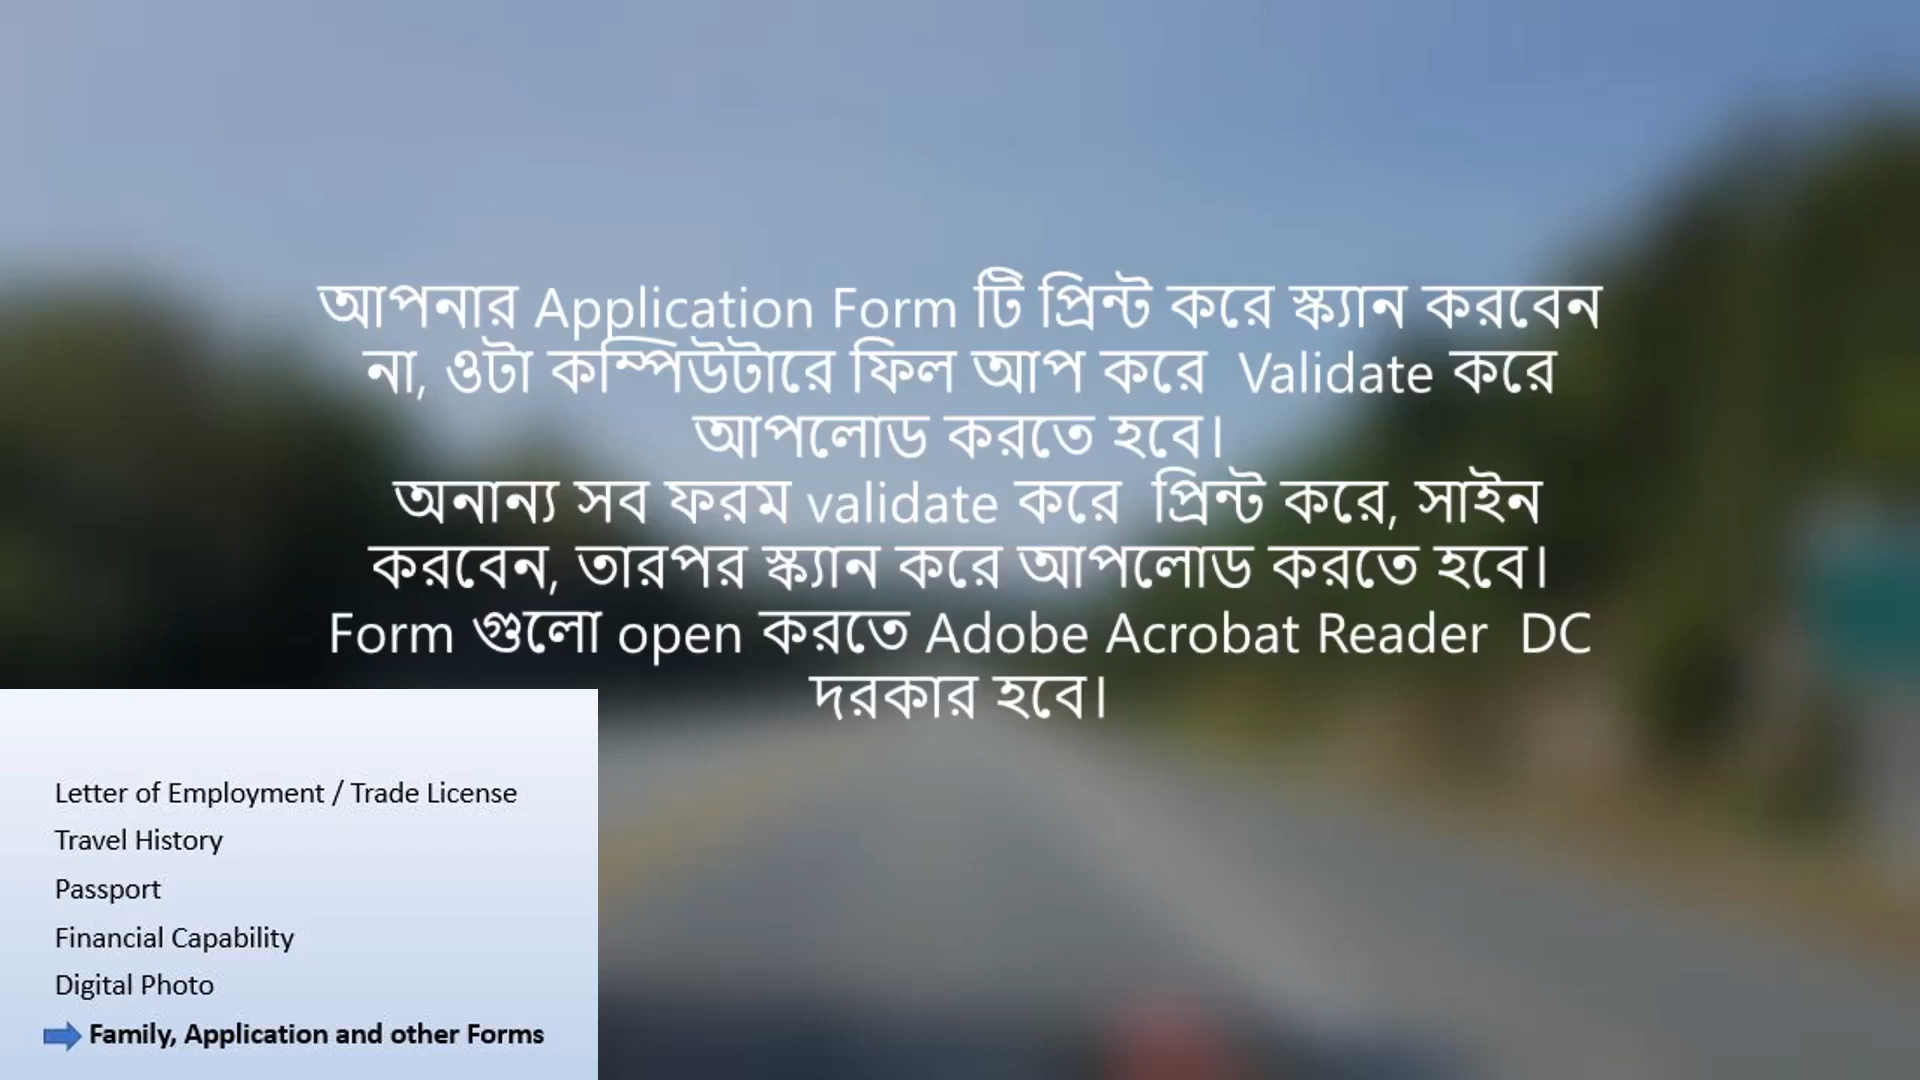 আপনার Application Form টি প্রিন্ট করে স্ক্যান করবেন
না, ওটা কম্পিউটারে ফিল আপ করে Validate করে
আপলোড করতে হবে।
অনান্য সব ফরম validate করে প্রিন্ট করে, সাইন
করবেন, তারপর স্ক্যান করে আপলোড করতে হবে।
Form গুলো open করতে Adobe Acrobat Reader DC
দরকার হবে।
Letter of Employment / Trade License
Travel History
Passport
Financial Capability
Digital Photo
Family, Application and other Forms